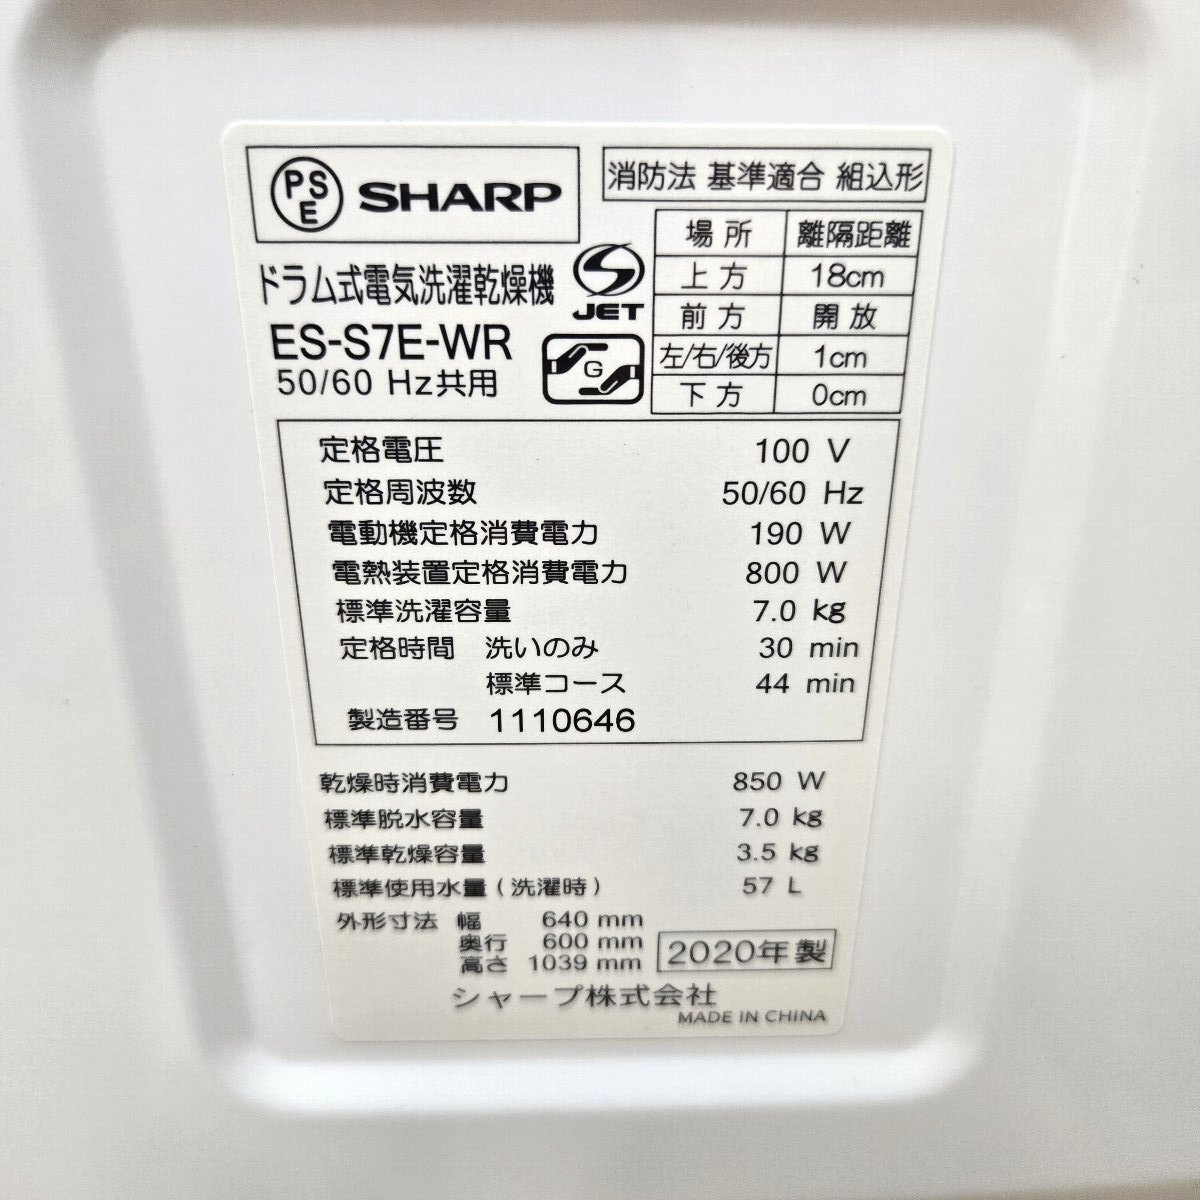 PSE SHARP
消防法 基準適合 組込形
ドラム式電気洗濯乾燥機
JET
ES-S7E-WR
50/60 Hz共用
G
場所 離隔距離
上方 18cm
前方 開放
左/右/後方 1cm
下方 0cm
定格電圧 100 V
定格周波数 50/60 Hz
電動機定格消費電力 190 W
電熱装置定格消費電力 800 W
標準洗濯容量 7.0 kg
定格時間 洗いのみ 30 min
標準コース 44 min
製造番号 1110646
乾燥時消費電力 850 W
標準脱水容量 7.0 kg
標準乾燥容量 3.5 kg
標準使用水量(洗濯時) 57 L
外形寸法 幅 640 mm
奥行 600 mm
高さ 1039 mm
2020年製
シャープ株式会社
MADE IN CHINA